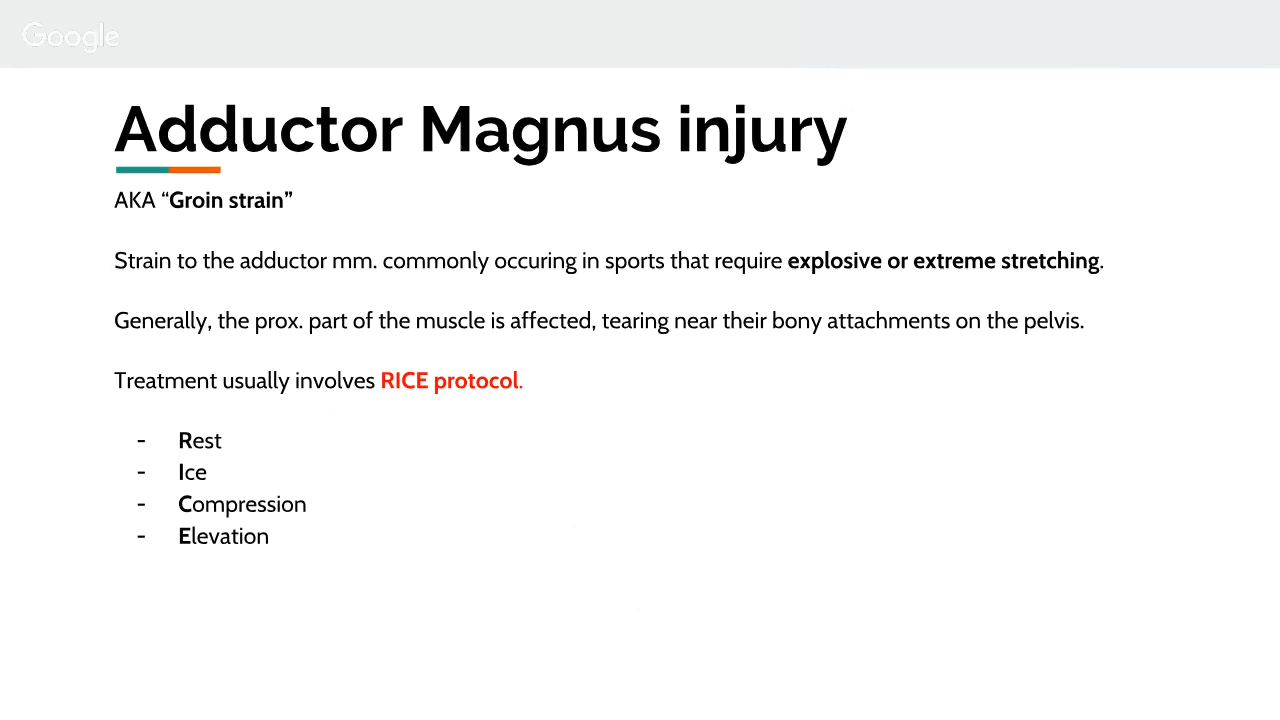 Google
Adductor Magnus injury
AKA “Groin strain”
Strain to the adductor mm. commonly occuring in sports that require explosive or extreme stretching.
Generally, the prox. part of the muscle is affected, tearing near their bony attachments on the pelvis.
Treatment usually involves RICE protocol.
- Rest
- Ice
- Compression
- Elevation